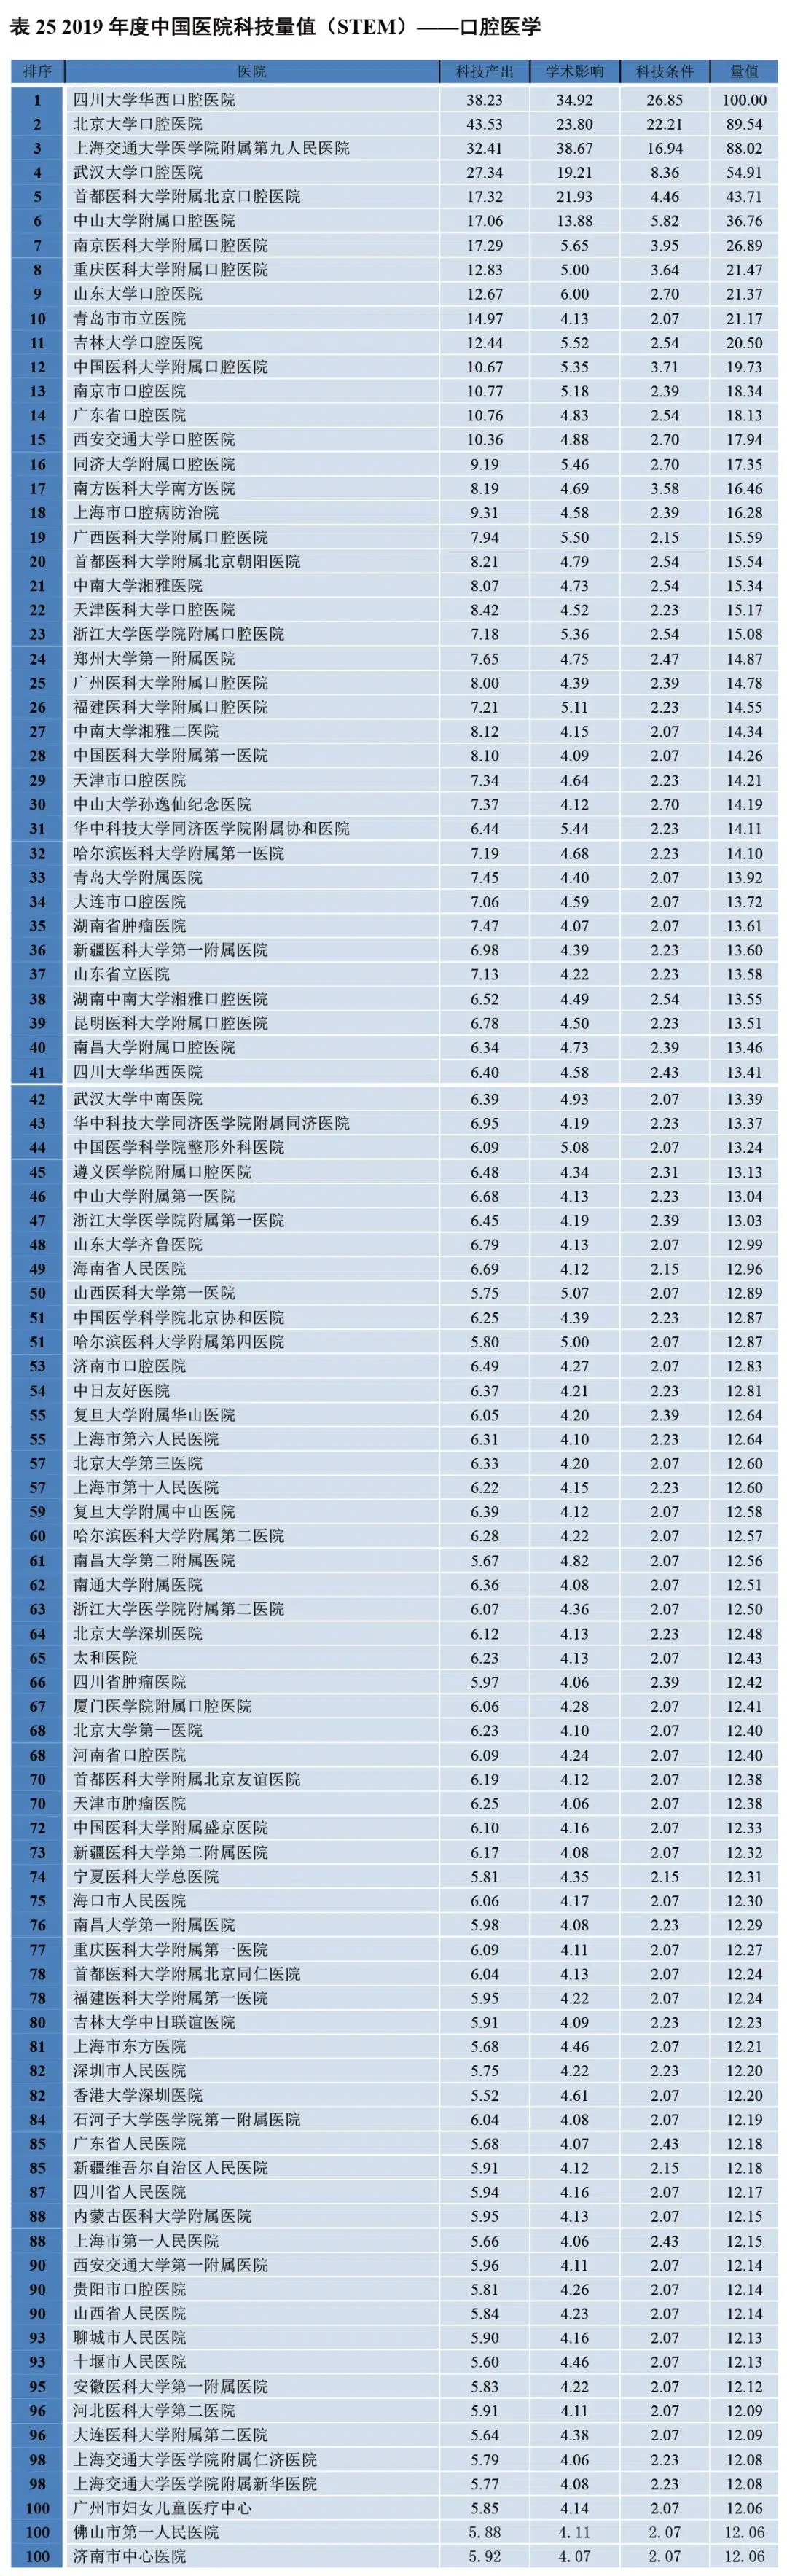 表 25 2019 年度中国医院科技量值（STEM）——口腔医学
排序 医院 科技产出 学术影响 科技条件 量值
1 四川大学华西口腔医院 38.23 34.92 26.85 100.00
2 北京大学口腔医院 43.53 23.80 22.21 89.54
3 上海交通大学医学院附属第九人民医院 32.41 38.67 16.94 88.02
4 武汉大学口腔医院 27.34 19.21 8.36 54.91
5 首都医科大学附属北京口腔医院 17.32 21.93 4.46 43.71
6 中山大学附属口腔医院 17.06 13.88 5.82 36.76
7 南京医科大学附属口腔医院 17.29 5.65 3.95 26.89
8 重庆医科大学附属口腔医院 12.83 5.00 3.64 21.47
9 山东大学口腔医院 12.67 6.00 2.70 21.37
10 青岛市市立医院 14.97 4.13 2.07 21.17
11 吉林大学口腔医院 12.44 5.52 2.54 20.50
12 中国医科大学附属口腔医院 10.67 5.35 3.71 19.73
13 南京市口腔医院 10.77 5.18 2.39 18.34
14 广东省口腔医院 10.76 4.83 2.54 18.13
15 西安交通大学口腔医院 10.36 4.88 2.70 17.94
16 同济大学附属口腔医院 9.19 5.46 2.70 17.35
17 南方医科大学南方医院 8.19 4.69 3.58 16.46
18 上海市口腔病防治院 9.31 4.58 2.39 16.28
19 广西医科大学附属口腔医院 7.94 5.50 2.15 15.59
20 首都医科大学附属北京朝阳医院 8.21 4.79 2.54 15.54
21 中南大学湘雅医院 8.07 4.73 2.54 15.34
22 天津医科大学口腔医院 8.42 4.52 2.23 15.17
23 浙江大学医学院附属口腔医院 7.18 5.36 2.54 15.08
24 郑州大学第一附属医院 7.65 4.75 2.47 14.87
25 广州医科大学附属口腔医院 8.00 4.39 2.39 14.78
26 福建医科大学附属口腔医院 7.21 5.11 2.23 14.55
27 中南大学湘雅二医院 8.12 4.15 2.07 14.34
28 中国医科大学附属第一医院 8.10 4.09 2.07 14.26
29 天津市口腔医院 7.34 4.64 2.23 14.21
30 中山大学孙逸仙纪念医院 7.37 4.12 2.70 14.19
31 华中科技大学同济医学院附属协和医院 6.44 5.44 2.23 14.11
32 哈尔滨医科大学附属第一医院 7.19 4.68 2.23 14.10
33 青岛大学附属医院 7.45 4.40 2.07 13.92
34 大连市口腔医院 7.06 4.59 2.07 13.72
35 湖南省肿瘤医院 7.47 4.07 2.07 13.61
36 新疆医科大学第一附属医院 6.98 4.39 2.23 13.60
37 山东省立医院 7.13 4.22 2.23 13.58
38 湖南中南大学湘雅口腔医院 6.52 4.49 2.54 13.55
39 昆明医科大学附属口腔医院 6.78 4.50 2.23 13.51
40 南昌大学附属口腔医院 6.34 4.73 2.39 13.46
41 四川大学华西医院 6.40 4.58 2.43 13.41
42 武汉大学中南医院 6.39 4.93 2.07 13.39
43 华中科技大学同济医学院附属同济医院 6.95 4.19 2.23 13.37
44 中国医学科学院整形外科医院 6.09 5.08 2.07 13.24
45 遵义医学院附属口腔医院 6.48 4.34 2.31 13.13
46 中山大学附属第一医院 6.68 4.13 2.23 13.04
47 浙江大学医学院附属第一医院 6.45 4.19 2.39 13.03
48 山东大学齐鲁医院 6.79 4.13 2.07 12.99
49 海南省人民医院 6.69 4.12 2.15 12.96
50 山西医科大学第一医院 5.75 5.07 2.07 12.89
51 中国医学科学院北京协和医院 6.25 4.39 2.23 12.87
51 哈尔滨医科大学附属第四医院 5.80 5.00 2.07 12.87
53 济南市口腔医院 6.49 4.27 2.07 12.83
54 中日友好医院 6.37 4.21 2.23 12.81
55 复旦大学附属华山医院 6.05 4.20 2.39 12.64
55 上海市第六人民医院 6.31 4.10 2.23 12.64
57 北京大学第三医院 6.33 4.20 2.07 12.60
57 上海市第十人民医院 6.22 4.15 2.23 12.60
59 复旦大学附属中山医院 6.39 4.12 2.07 12.58
60 哈尔滨医科大学附属第二医院 6.28 4.22 2.07 12.57
61 南昌大学第二附属医院 5.67 4.82 2.07 12.56
62 南通大学附属医院 6.36 4.08 2.07 12.51
63 浙江大学医学院附属第二医院 6.07 4.36 2.07 12.50
64 北京大学深圳医院 6.12 4.13 2.23 12.48
65 太和医院 6.23 4.13 2.07 12.43
66 四川省肿瘤医院 5.97 4.06 2.39 12.42
67 厦门医学院附属口腔医院 6.06 4.28 2.07 12.41
68 北京大学第一医院 6.23 4.10 2.07 12.40
68 河南省口腔医院 6.09 4.24 2.07 12.40
70 首都医科大学附属北京友谊医院 6.19 4.12 2.07 12.38
70 天津市肿瘤医院 6.25 4.06 2.07 12.38
72 中国医科大学附属盛京医院 6.10 4.16 2.07 12.33
73 新疆医科大学第二附属医院 6.17 4.08 2.07 12.32
74 宁夏医科大学总医院 5.81 4.35 2.15 12.31
75 海口市人民医院 6.06 4.17 2.07 12.30
76 南昌大学第一附属医院 5.98 4.08 2.23 12.29
77 重庆医科大学附属第一医院 6.09 4.11 2.07 12.27
78 首都医科大学附属北京同仁医院 6.04 4.13 2.07 12.24
78 福建医科大学附属第一医院 5.95 4.22 2.07 12.24
80 吉林大学中日联谊医院 5.91 4.09 2.23 12.23
81 上海市东方医院 5.68 4.46 2.07 12.21
82 深圳市人民医院 5.75 4.22 2.23 12.20
82 香港大学深圳医院 5.52 4.61 2.07 12.20
84 石河子大学医学院第一附属医院 6.04 4.08 2.07 12.19
85 广东省人民医院 5.68 4.07 2.43 12.18
85 新疆维吾尔自治区人民医院 5.91 4.12 2.15 12.18
87 四川省人民医院 5.94 4.16 2.07 12.17
88 内蒙古医科大学附属医院 5.95 4.13 2.07 12.15
88 上海市第一人民医院 5.66 4.06 2.43 12.15
90 西安交通大学第一附属医院 5.96 4.11 2.07 12.14
90 贵阳市口腔医院 5.81 4.26 2.07 12.14
90 山西省人民医院 5.84 4.23 2.07 12.14
93 聊城市人民医院 5.90 4.16 2.07 12.13
93 十堰市人民医院 5.60 4.46 2.07 12.13
95 安徽医科大学第一附属医院 5.83 4.22 2.07 12.12
96 河北医科大学第二医院 5.91 4.11 2.07 12.09
96 大连医科大学附属第二医院 5.64 4.38 2.07 12.09
98 上海交通大学医学院附属仁济医院 5.79 4.06 2.23 12.08
98 上海交通大学医学院附属新华医院 5.77 4.08 2.23 12.08
100 广州市妇女儿童医疗中心 5.85 4.14 2.07 12.06
100 佛山市第一人民医院 5.88 4.11 2.07 12.06
100 济南市中心医院 5.92 4.07 2.07 12.06